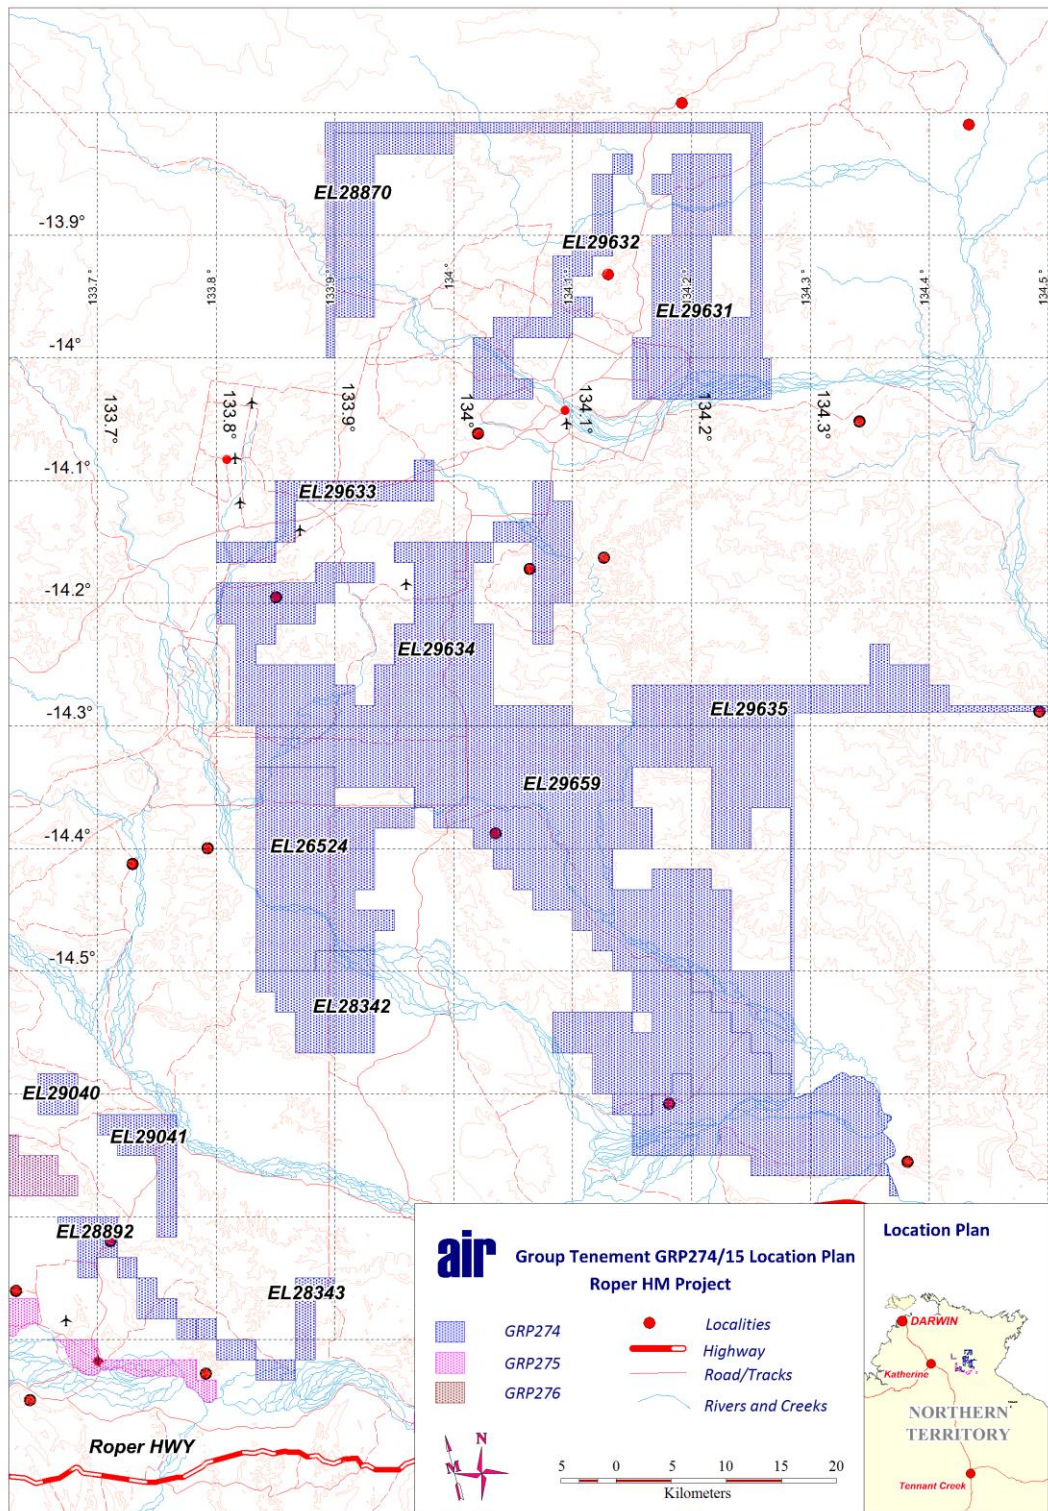 EL28870
-13.9°
EL29632
133.7°
133.8°
133.9°
134°
134.1°
134.2°
134.3°
134.4°
134.5°
EL29631
-14°
133.7°
133.8°
133.9°
134°
134.1°
134.2°
134.3°
-14.1°
EL29633
-14.2°
EL29634
-14.3°
EL29635
EL29659
-14.4°
EL26524
-14.5°
EL28342
EL29040
EL29041
EL28892
EL28343
Roper HWY
air
Group Tenement GRP274/15 Location Plan
Roper HM Project
GRP274
GRP275
GRP276
Localities
Highway
Road/Tracks
Rivers and Creeks
N
M
5 0 5 10 15 20
Kilometers
Location Plan
DARWIN
Katherine
NORTHERN
TERRITORY
Tennant Creek